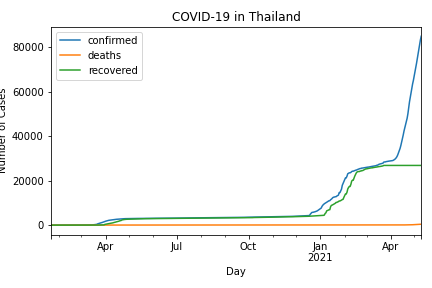 COVID-19 in Thailand
confirmed
deaths
recovered
80000
60000
40000
20000
0
Number of Cases
Apr
Jul
Oct
Jan
2021
Apr
Day